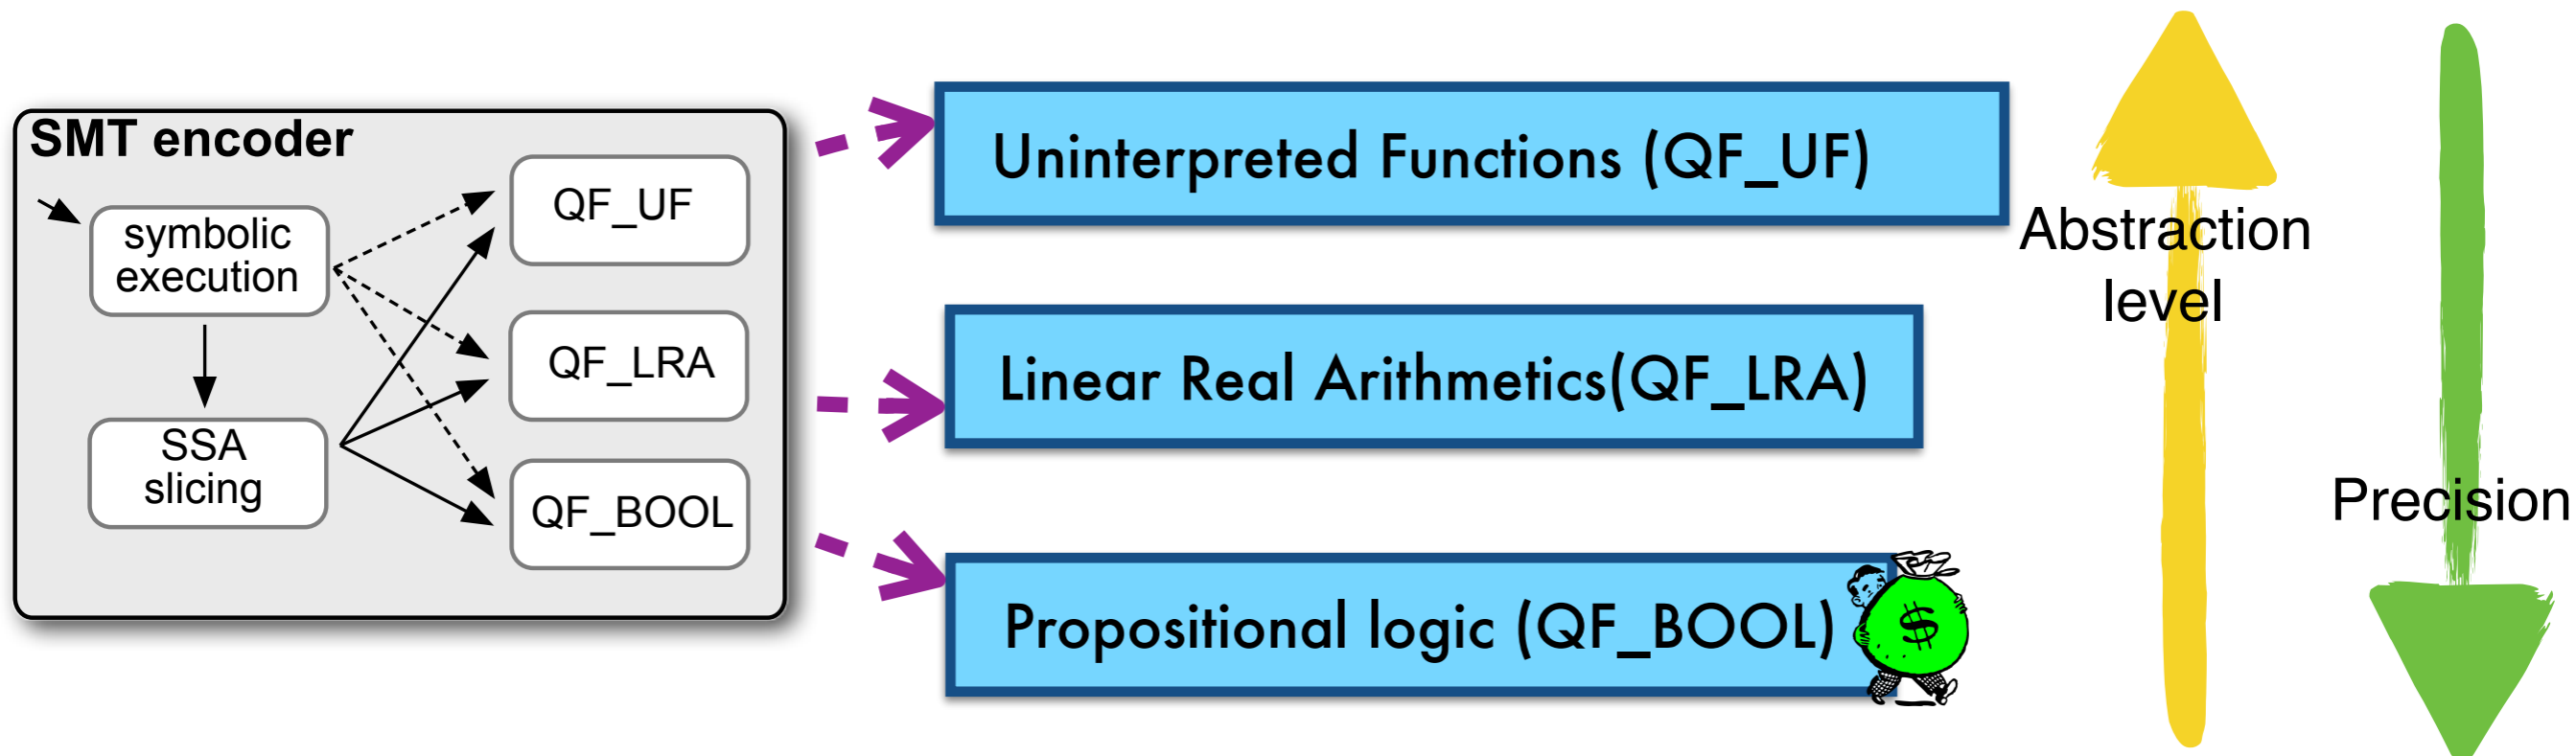 SMT encoder
symbolic
execution
SSA
slicing
QF_UF
QF_LRA
QF_BOOL
Uninterpreted Functions (QF_UF)
Linear Real Arithmetics(QF_LRA)
Propositional logic (QF_BOOL)
$
Abstraction
level
Precision